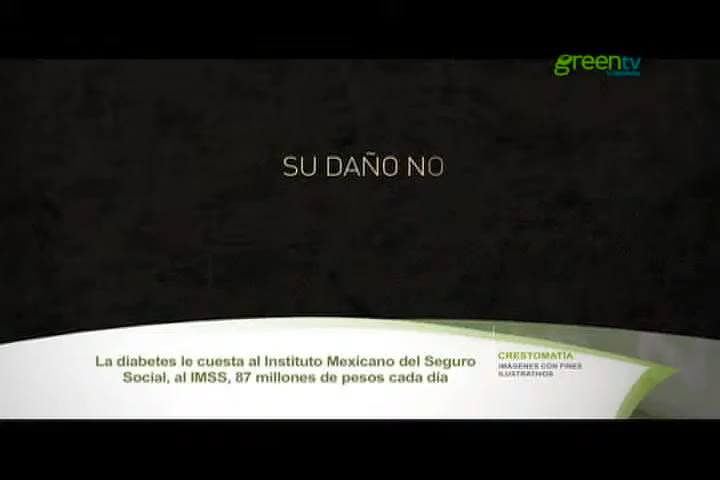 greentv
SU DAÑO NO
La diabetes le cuesta al Instituto Mexicano del Seguro
Social, al IMSS, 87 millones de pesos cada día
CRESTOMATÍA
IMAGENES CON FINES
ILUSTRATIVOS